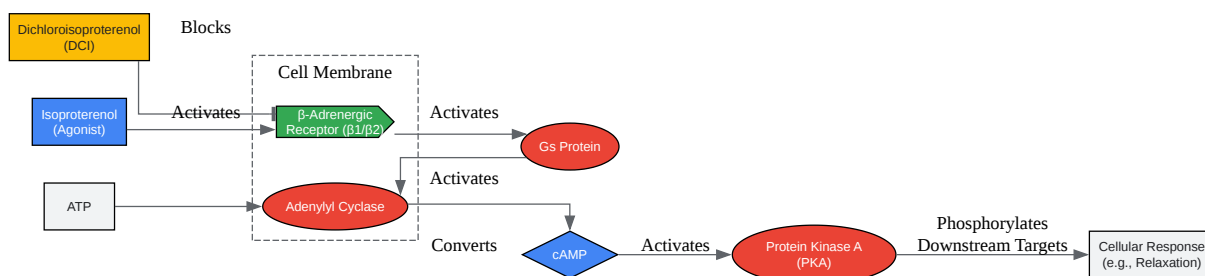 Dichloroisoproterenol
(DCI)
Blocks
Cell Membrane
Isoproterenol
(Agonist)
Activates
β-Adrenergic
Receptor (β1/β2)
Activates
Gs Protein
Activates
ATP
Adenylyl Cyclase
Converts
cAMP
Activates
Protein Kinase A
(PKA)
Phosphorylates
Downstream Targets
Cellular Response
(e.g., Relaxation)